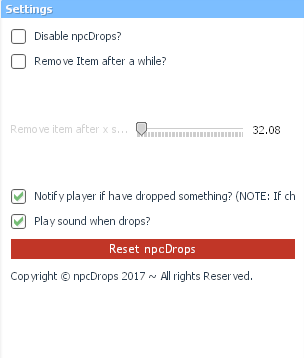 Settings
Disable npcDrops?
Remove Item after a while?
Remove item after x s... 32.08
Notify player if have dropped something? (NOTE: If ch
Play sound when drops?
Reset npcDrops
Copyright © npcDrops 2017 ~ All rights Reserved.